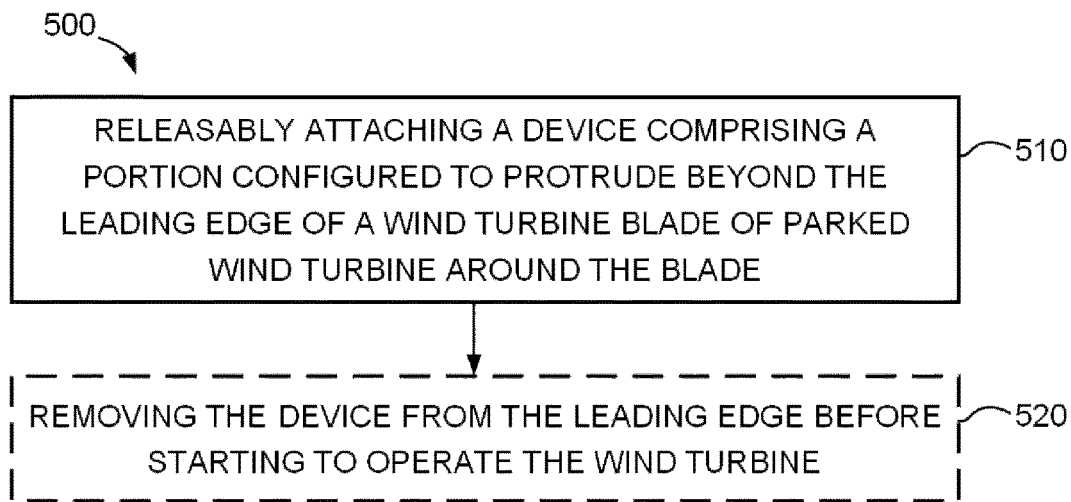 500
RELEASABLY ATTACHING A DEVICE COMPRISING A
PORTION CONFIGURED TO PROTRUDE BEYOND THE
LEADING EDGE OF A WIND TURBINE BLADE OF PARKED
WIND TURBINE AROUND THE BLADE
510
REMOVING THE DEVICE FROM THE LEADING EDGE BEFORE
STARTING TO OPERATE THE WIND TURBINE
520